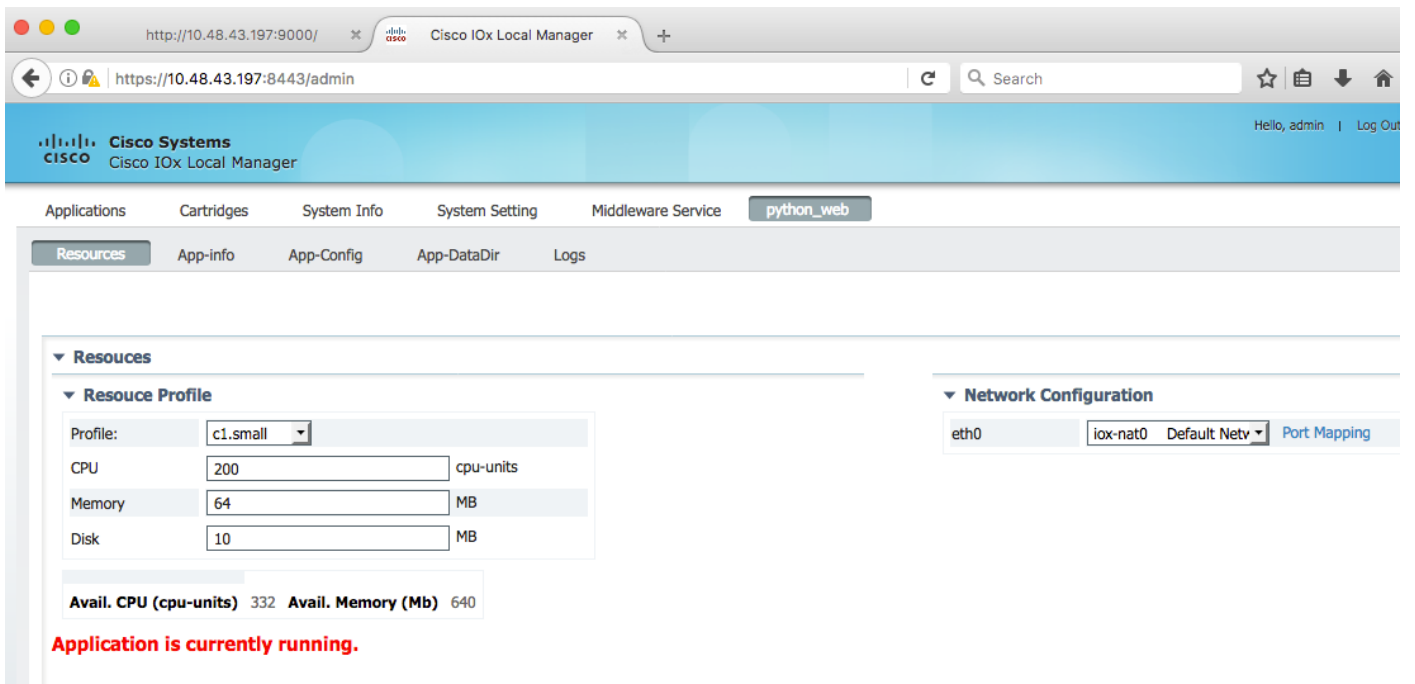 http://10.48.43.197:9000/ Cisco IOx Local Manager
https://10.48.43.197:8443/admin Search
Hello, admin | Log Out
CISCO Cisco Systems
Cisco IOx Local Manager
Applications Cartridges System Info System Setting Middleware Service python_web
Resources App-info App-Config App-DataDir Logs
Resouces
Resouce Profile
Profile: c1.small
CPU 200 cpu-units
Memory 64 MB
Disk 10 MB
Avail. CPU (cpu-units) 332 Avail. Memory (Mb) 640
Application is currently running.
Network Configuration
eth0 iox-nat0 Default Netv Port Mapping